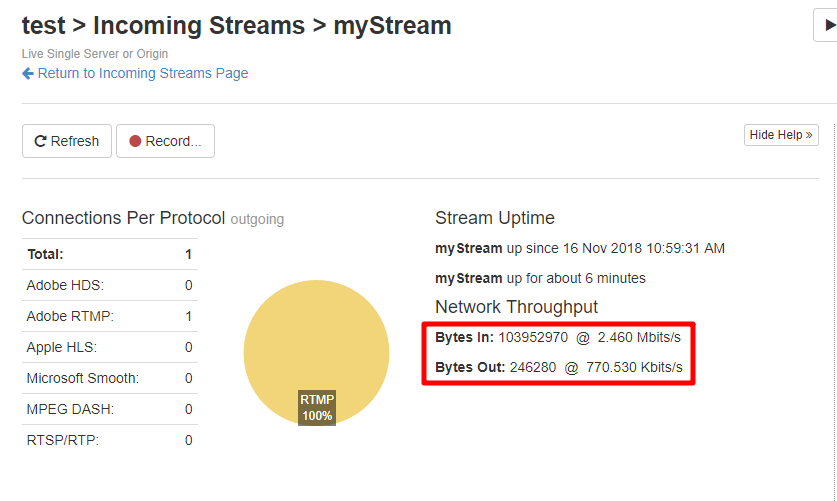 test > Incoming Streams > myStream
Live Single Server or Origin
Return to Incoming Streams Page
Refresh
Record...
Hide Help »
Connections Per Protocol outgoing
Total: 1
Adobe HDS: 0
Adobe RTMP: 1
Apple HLS: 0
Microsoft Smooth: 0
MPEG DASH: 0
RTSP/RTP: 0
RTMP
100%
Stream Uptime
myStream up since 16 Nov 2018 10:59:31 AM
myStream up for about 6 minutes
Network Throughput
Bytes In: 103952970 @ 2.460 Mbits/s
Bytes Out: 246280 @ 770.530 Kbits/s